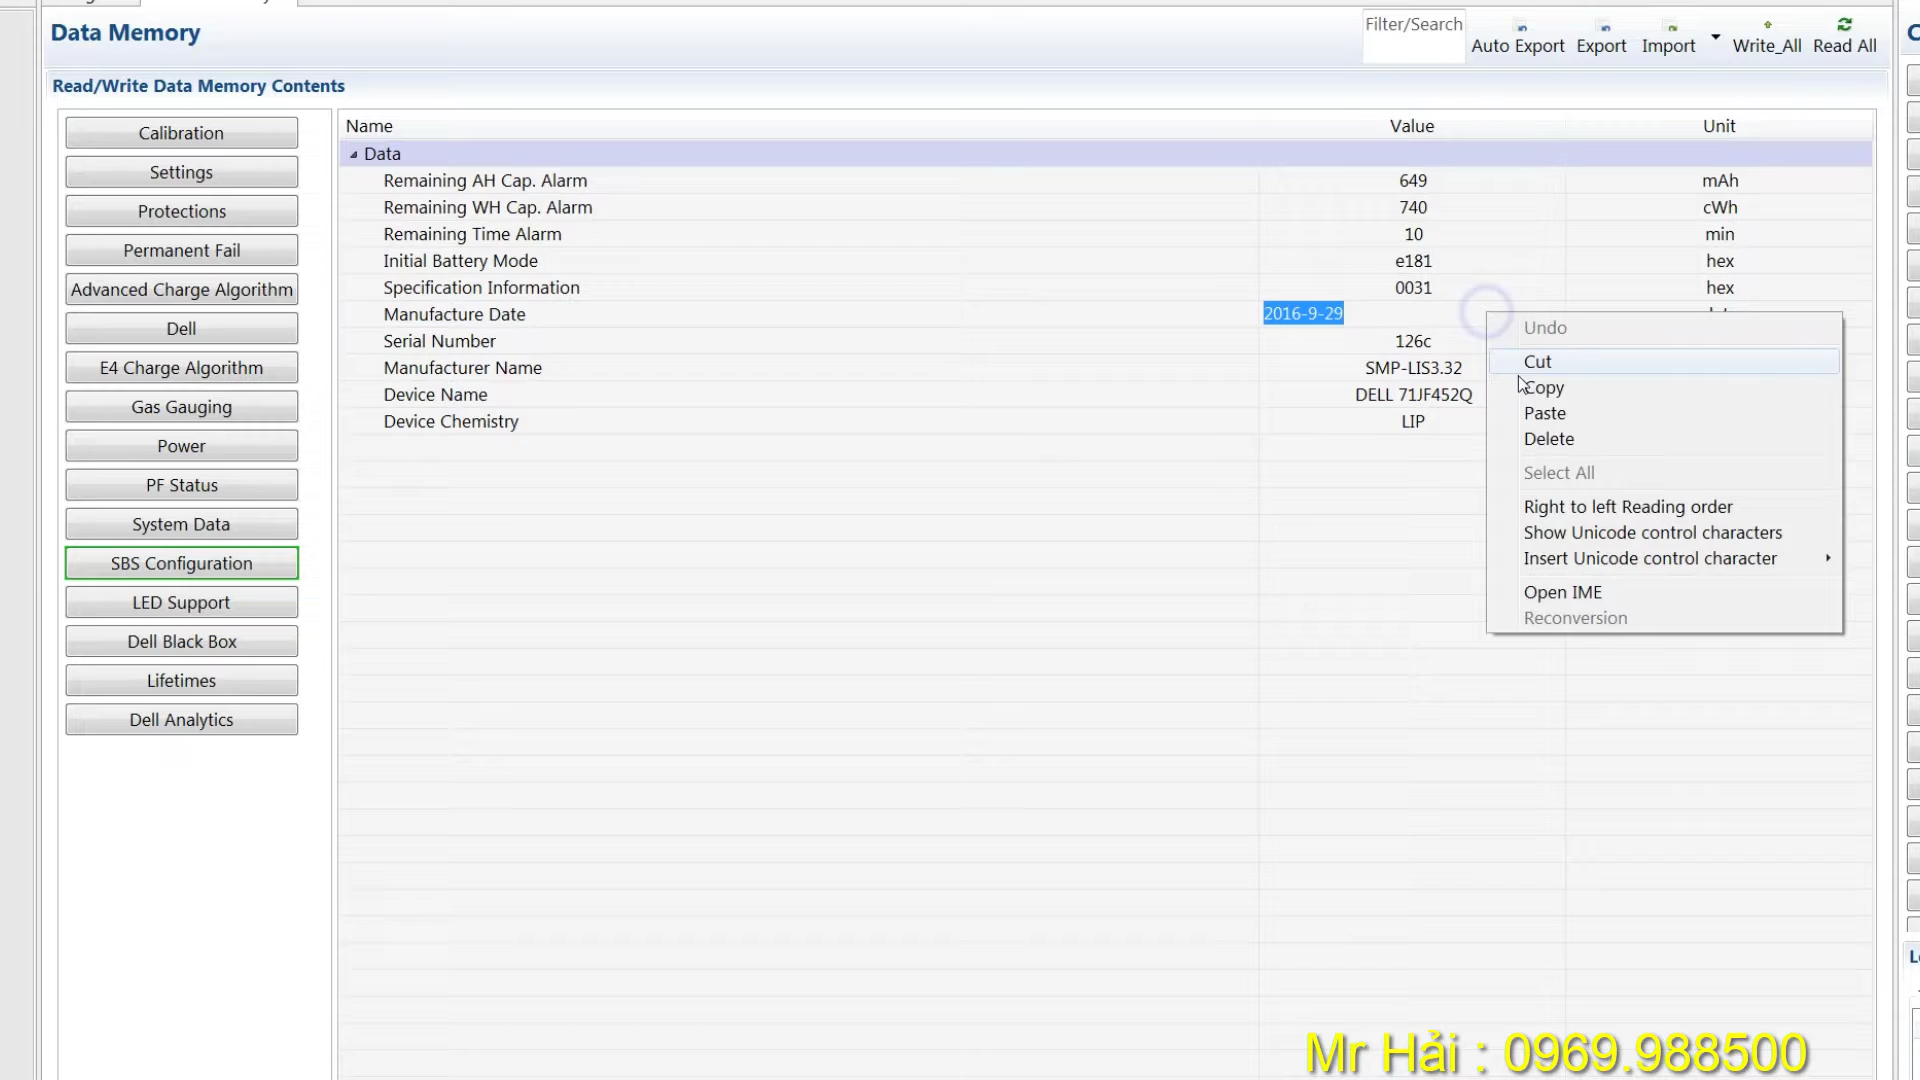 Data Memory
Filter/Search
Auto Export
Export
Import
Write_All
Read All
Read/Write Data Memory Contents
Calibration
Settings
Protections
Permanent Fail
Advanced Charge Algorithm
Dell
E4 Charge Algorithm
Gas Gauging
Power
PF Status
System Data
SBS Configuration
LED Support
Dell Black Box
Lifetimes
Dell Analytics
Name Value Unit
Data
Remaining AH Cap. Alarm 649 mAh
Remaining WH Cap. Alarm 740 cWh
Remaining Time Alarm 10 min
Initial Battery Mode e181 hex
Specification Information 0031 hex
Manufacture Date 2016-9-29
Serial Number 126c
Manufacturer Name SMP-LIS3.32
Device Name DELL 71JF452Q
Device Chemistry LIP
Undo
Cut
Copy
Paste
Delete
Select All
Right to left Reading order
Show Unicode control characters
Insert Unicode control character
Open IME
Reconversion
Mr Hải : 0969.988500